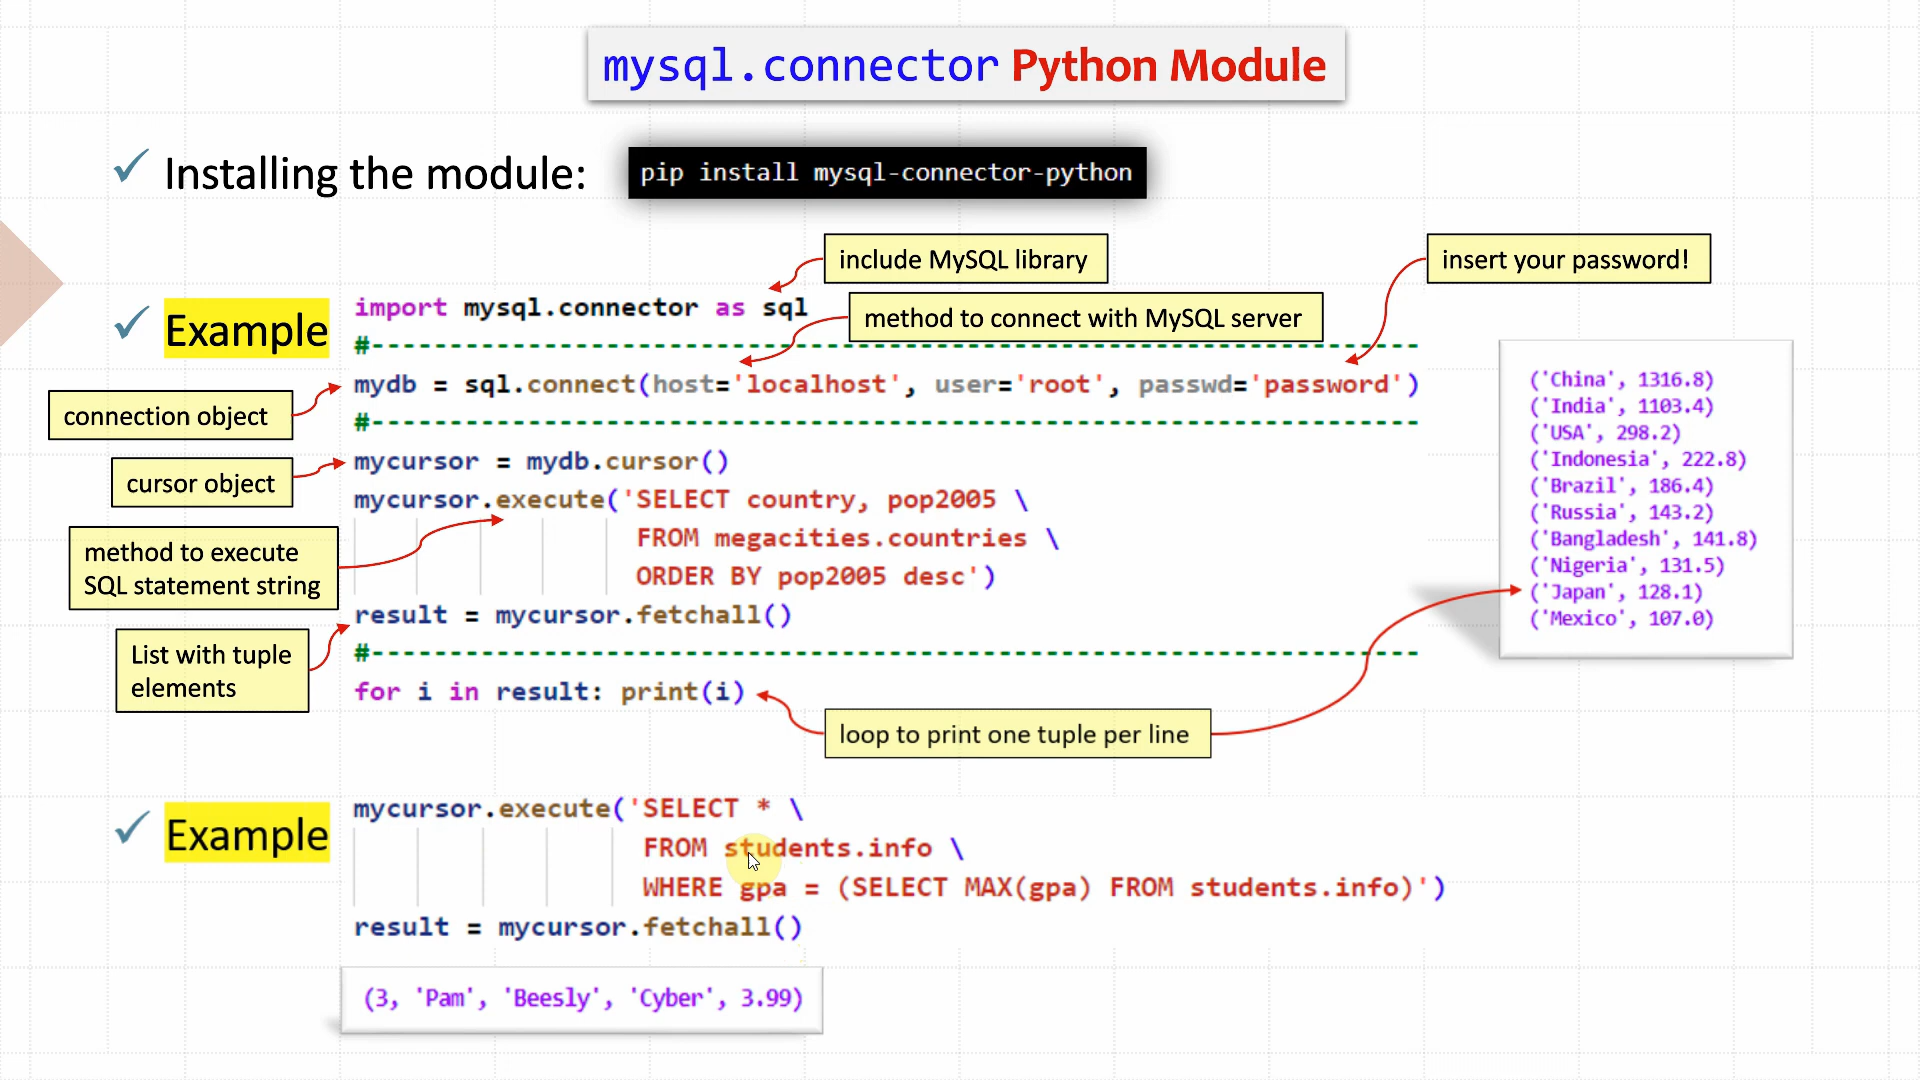 mysql.connector Python Module
✓ Installing the module:
pip install mysql-connector-python
include MySQL library
insert your password!
✓ Example
import mysql.connector as sql
method to connect with MySQL server
#-------------------------------------------------------------------
connection object
mydb = sql.connect(host='localhost', user='root', passwd='password')
#-------------------------------------------------------------------
cursor object
mycursor = mydb.cursor()
mycursor.execute('SELECT country, pop2005 \
FROM megacities.countries \
ORDER BY pop2005 desc')
method to execute
SQL statement string
result = mycursor.fetchall()
List with tuple
elements
#-------------------------------------------------------------------
for i in result: print(i)
loop to print one tuple per line
('China', 1316.8)
('India', 1103.4)
('USA', 298.2)
('Indonesia', 222.8)
('Brazil', 186.4)
('Russia', 143.2)
('Bangladesh', 141.8)
('Nigeria', 131.5)
('Japan', 128.1)
('Mexico', 107.0)
✓ Example
mycursor.execute('SELECT * \
FROM students.info \
WHERE gpa = (SELECT MAX(gpa) FROM students.info)')
result = mycursor.fetchall()
(3, 'Pam', 'Beesly', 'Cyber', 3.99)